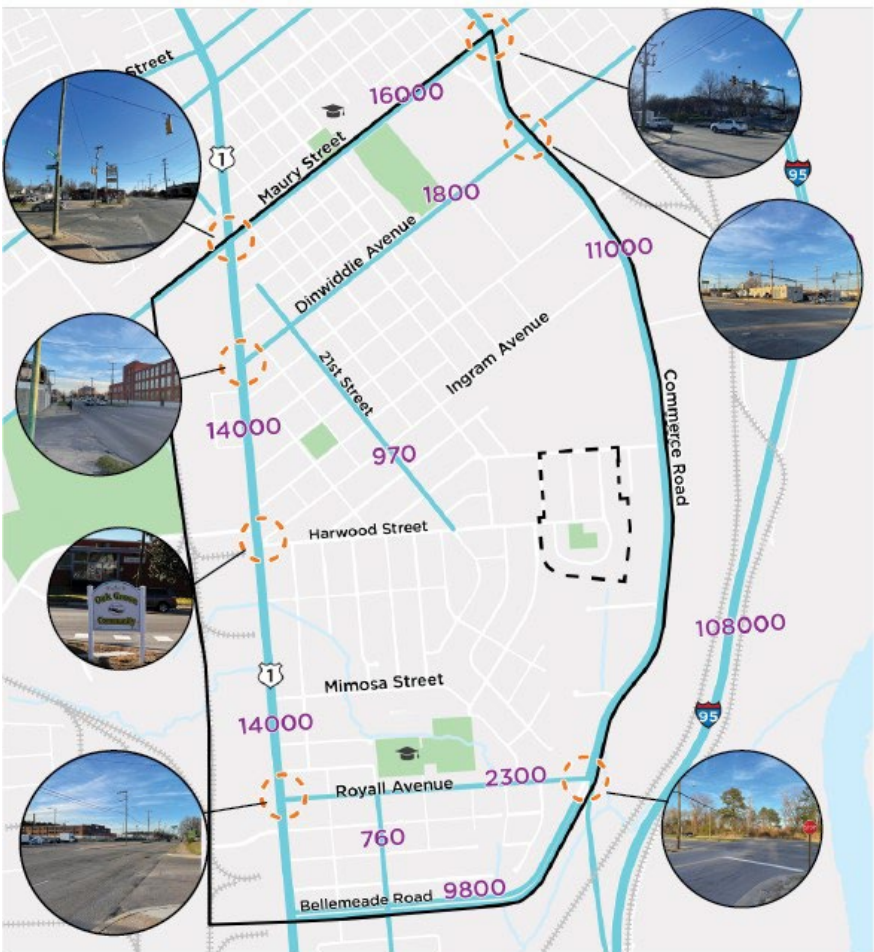 Street
16000
1
Maury Street
95
1800
Dinwiddie Avenue
11000
Ingram Avenue
21st Street
14000
970
Commerce Road
Harwood Street
Oak Grove
Community
108000
1
Mimosa Street
14000
95
2300
Royall Avenue
760
Bellemeade Road
9800